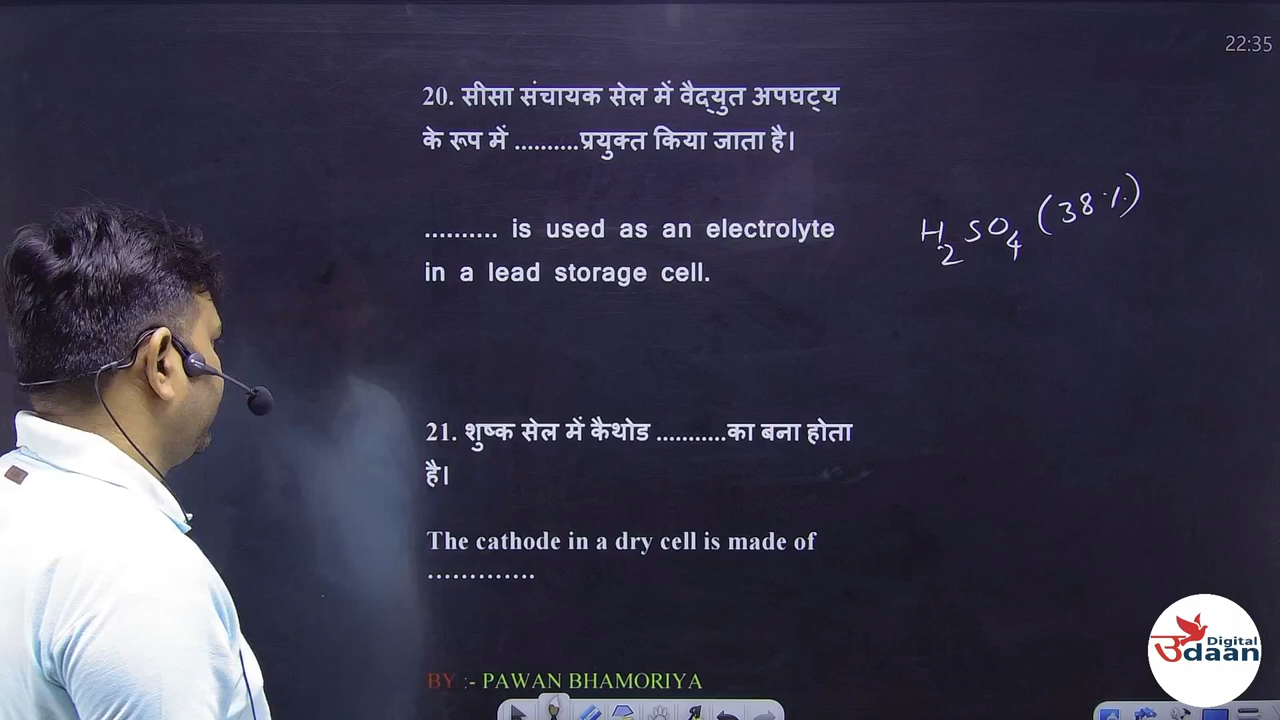 22:35
20. सीसा संचायक सेल में वैद्युत अपघट्य
के रूप में ..........प्रयुक्त किया जाता है।
.......... is used as an electrolyte
in a lead storage cell.
H2SO4 (38%)
21. शुष्क सेल में कैथोड ...........का बना होता
है।
The cathode in a dry cell is made of
.............
BY :- PAWAN BHAMORIYA
Digital
उdaan